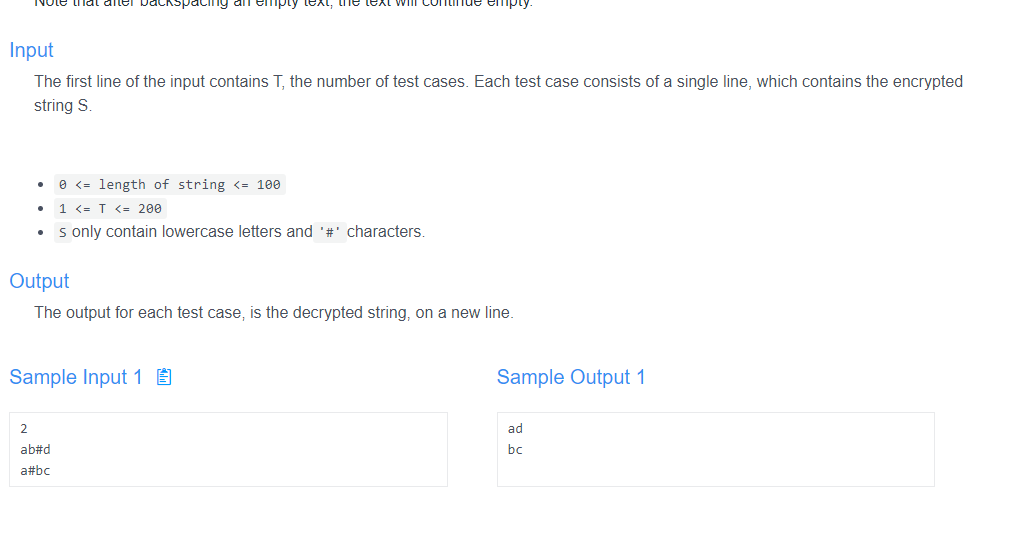 Note that after backspacing an empty text, the text will continue empty.
Input
The first line of the input contains T, the number of test cases. Each test case consists of a single line, which contains the encrypted
string S.
0 <= length of string <= 100
1 <= T <= 200
S only contain lowercase letters and '#' characters.
Output
The output for each test case, is the decrypted string, on a new line.
Sample Input 1
Sample Output 1
2
ab#d
a#bc
ad
bc